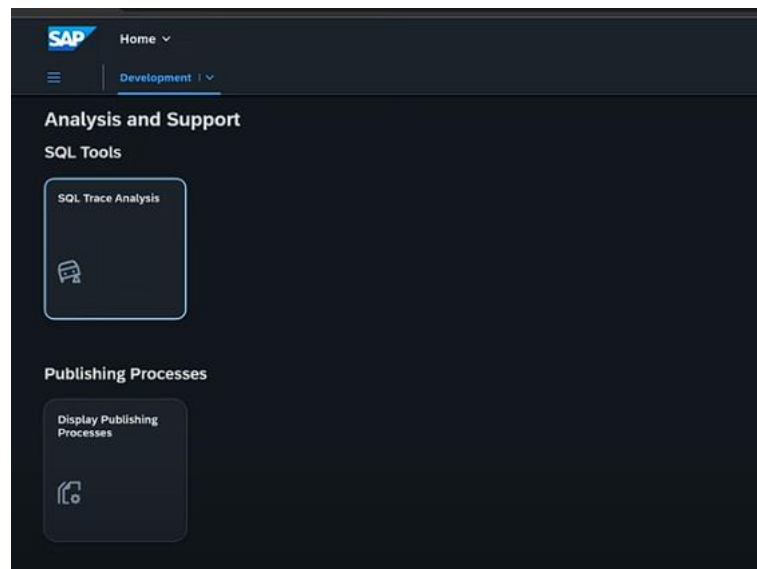 SAP
Home
Development
Analysis and Support
SQL Tools
SQL Trace Analysis
Publishing Processes
Display Publishing
Processes